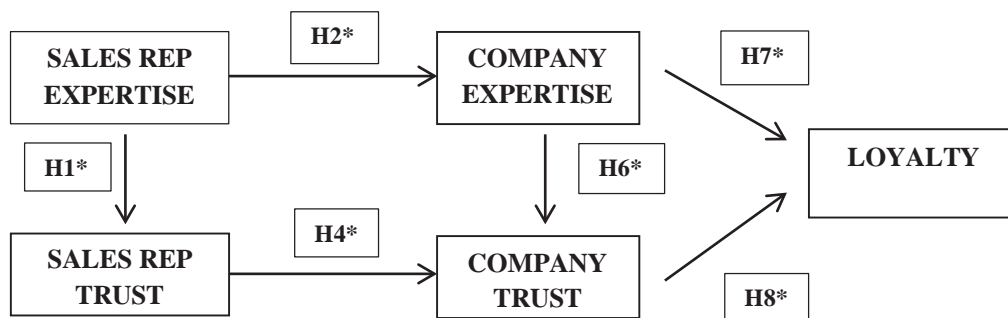 H2*
SALES REP
EXPERTISE
COMPANY
EXPERTISE
H7*
H1*
H6*
LOYALTY
SALES REP
TRUST
H4*
COMPANY
TRUST
H8*